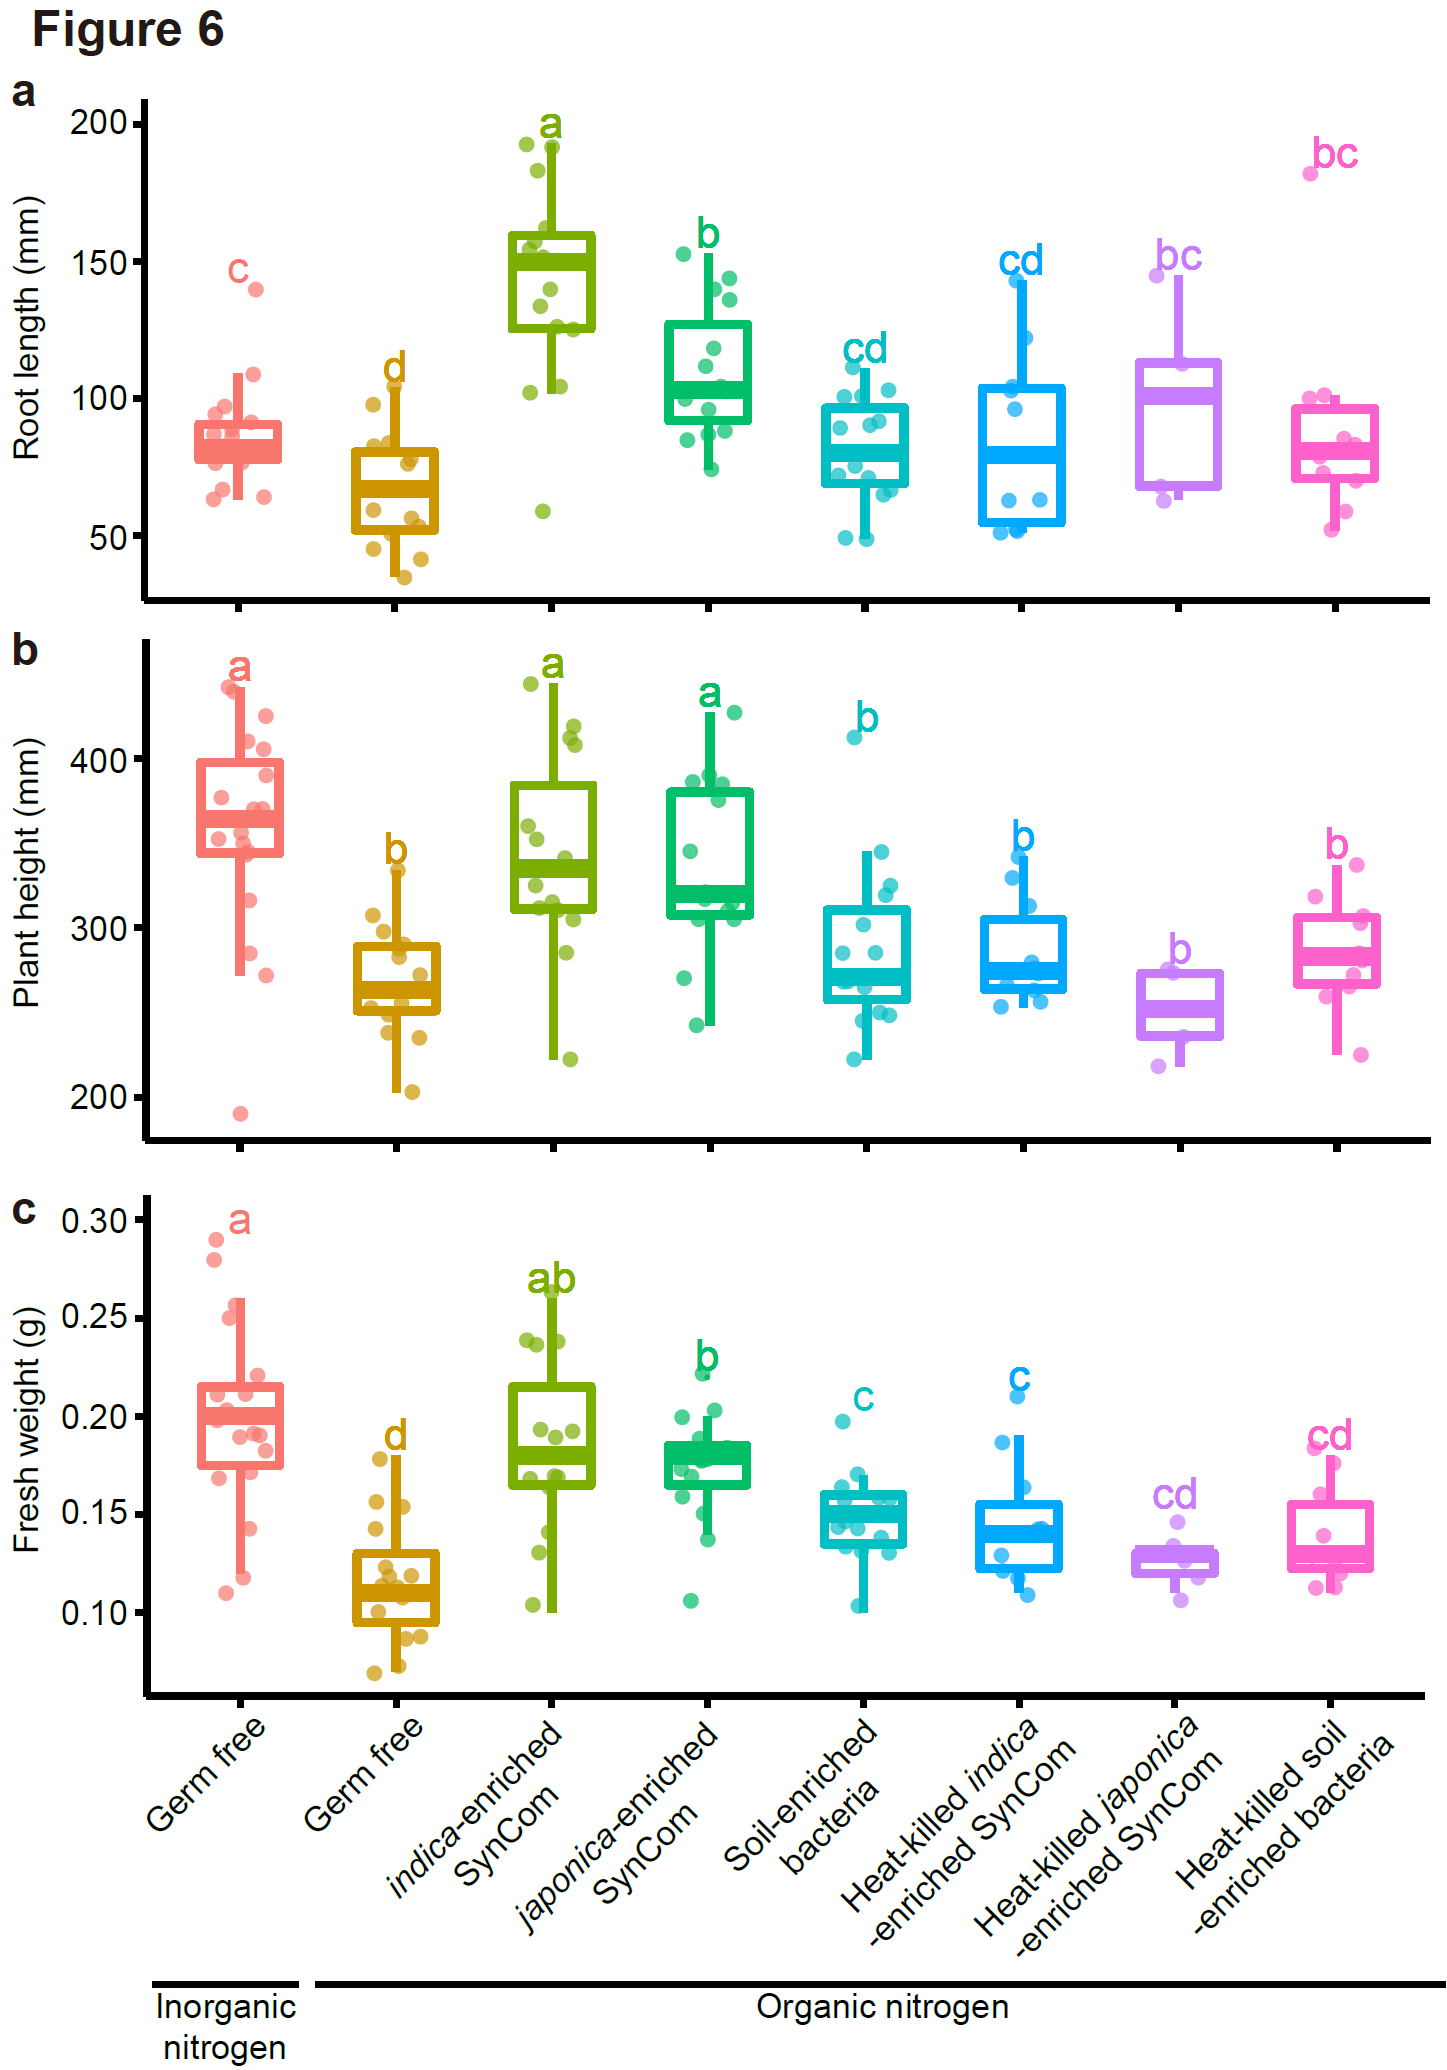 Figure 6
a
Root length (mm)
200
150
100
50
c
d
a
b
cd
cd
bc
bc
b
Plant height (mm)
400
300
200
a
b
a
a
b
b
b
b
c
Fresh weight (g)
0.30
0.25
0.20
0.15
0.10
a
d
ab
b
c
c
cd
cd
Germ free
Germ free
indica-enriched
SynCom
japonica-enriched
SynCom
Soil-enriched
bacteria
Heat-killed indica
-enriched SynCom
Heat-killed japonica
-enriched SynCom
Heat-killed soil
-enriched bacteria
Inorganic
nitrogen
Organic nitrogen